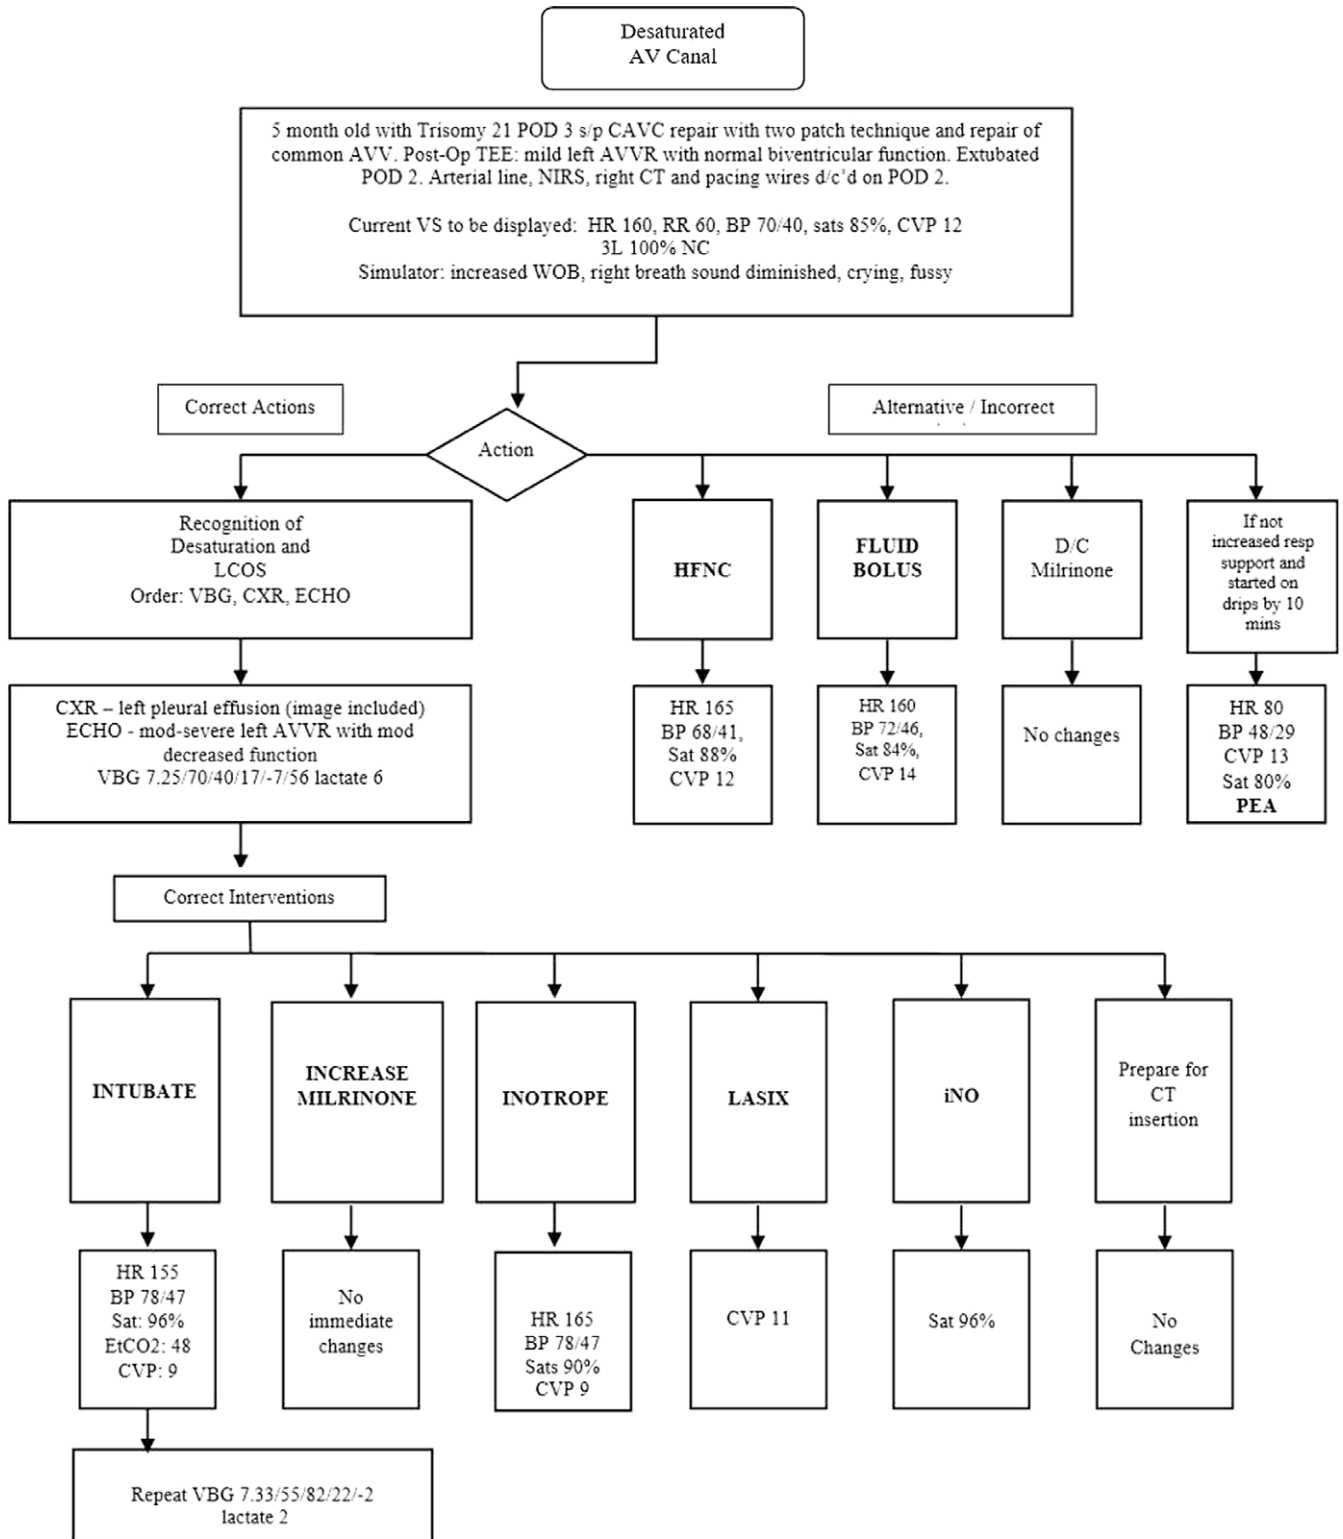 Desaturated
AV Canal
5 month old with Trisomy 21 POD 3 s/p CAVC repair with two patch technique and repair of
common AVV. Post-Op TEE: mild left AVVR with normal biventricular function. Extubated
POD 2. Arterial line, NIRS, right CT and pacing wires d/c'd on POD 2.
Current VS to be displayed: HR 160, RR 60, BP 70/40, sats 85%, CVP 12
3L 100% NC
Simulator: increased WOB, right breath sound diminished, crying, fussy
Correct Actions
Alternative / Incorrect
Action
Recognition of
Desaturation and
LCOS
Order: VBG, CXR, ECHO
HFNC
FLUID
BOLUS
D/C
Milrinone
If not
increased resp
support and
started on
drips by 10
mins
CXR – left pleural effusion (image included)
ECHO - mod-severe left AVVR with mod
decreased function
VBG 7.25/70/40/17/-7/56 lactate 6
HR 165
BP 68/41,
Sat 88%
CVP 12
HR 160
BP 72/46,
Sat 84%,
CVP 14
No changes
HR 80
BP 48/29
CVP 13
Sat 80%
PEA
Correct Interventions
INTUBATE
INCREASE
MILRINONE
INOTROPE
LASIX
iNO
Prepare for
CT
insertion
HR 155
BP 78/47
Sat: 96%
EtCO2: 48
CVP: 9
No
immediate
changes
HR 165
BP 78/47
Sats 90%
CVP 9
CVP 11
Sat 96%
No
Changes
Repeat VBG 7.33/55/82/22/-2
lactate 2